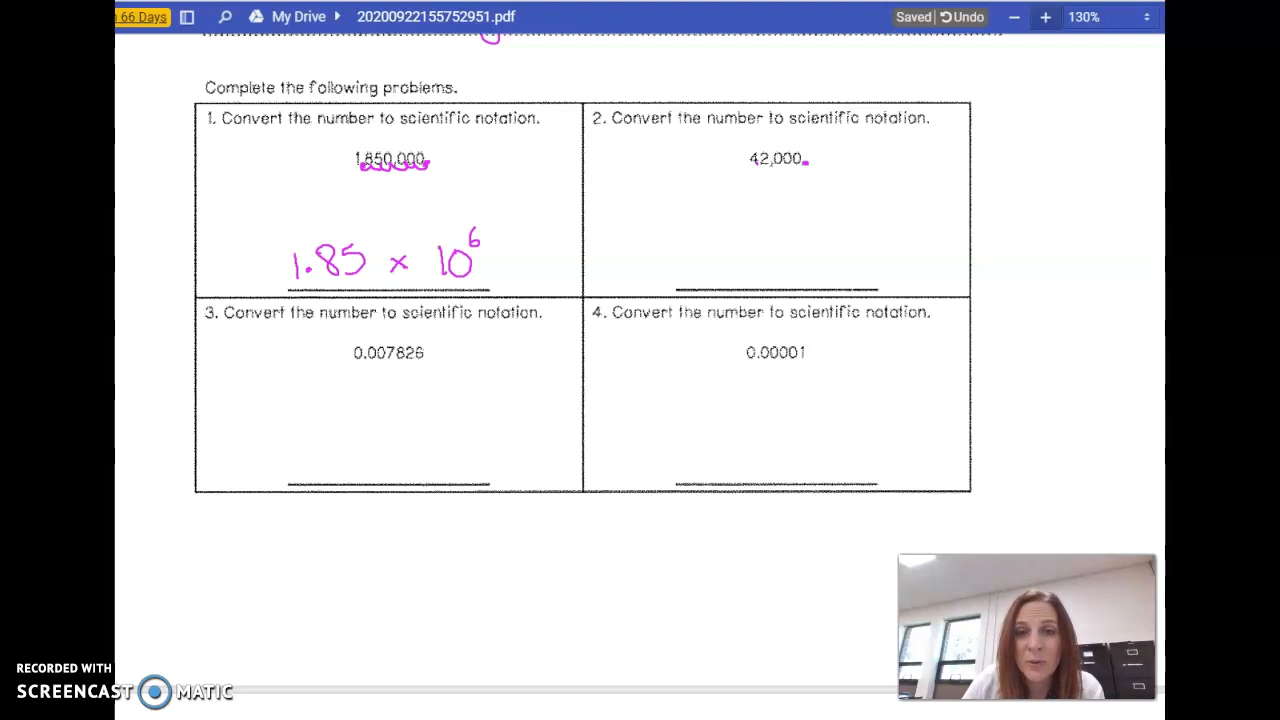 n 66 Days My Drive 20200922155752951.pdf Saved Undo 130%
Complete the following problems.
1. Convert the number to scientific notation.
1,850,000
1.85 x 10^6
2. Convert the number to scientific notation.
42,000
3. Convert the number to scientific notation.
0.007826
4. Convert the number to scientific notation.
0.00001
RECORDED WITH
SCREENCAST MATIC